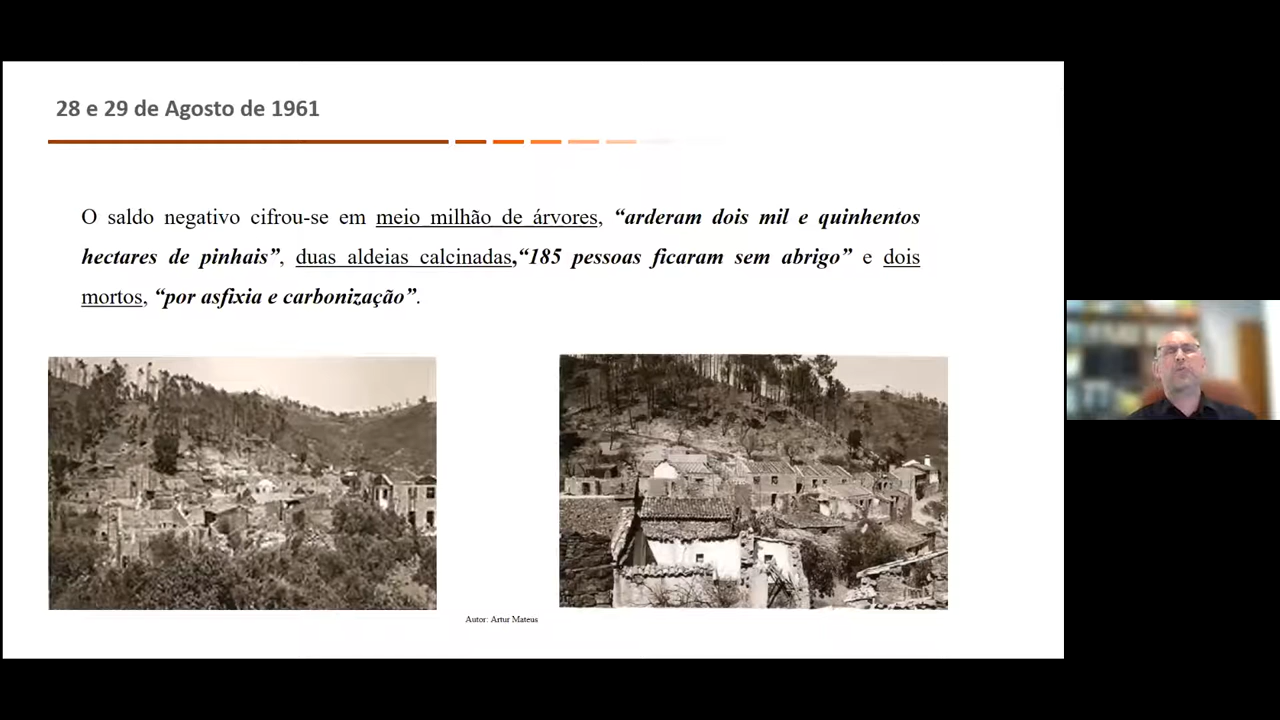 28 e 29 de Agosto de 1961
O saldo negativo cifrou-se em meio milhão de árvores, “arderam dois mil e quinhentos
hectares de pinhais”, duas aldeias calcinadas,“185 pessoas ficaram sem abrigo” e dois
mortos, “por asfixia e carbonização”.
Autor: Artur Mateus